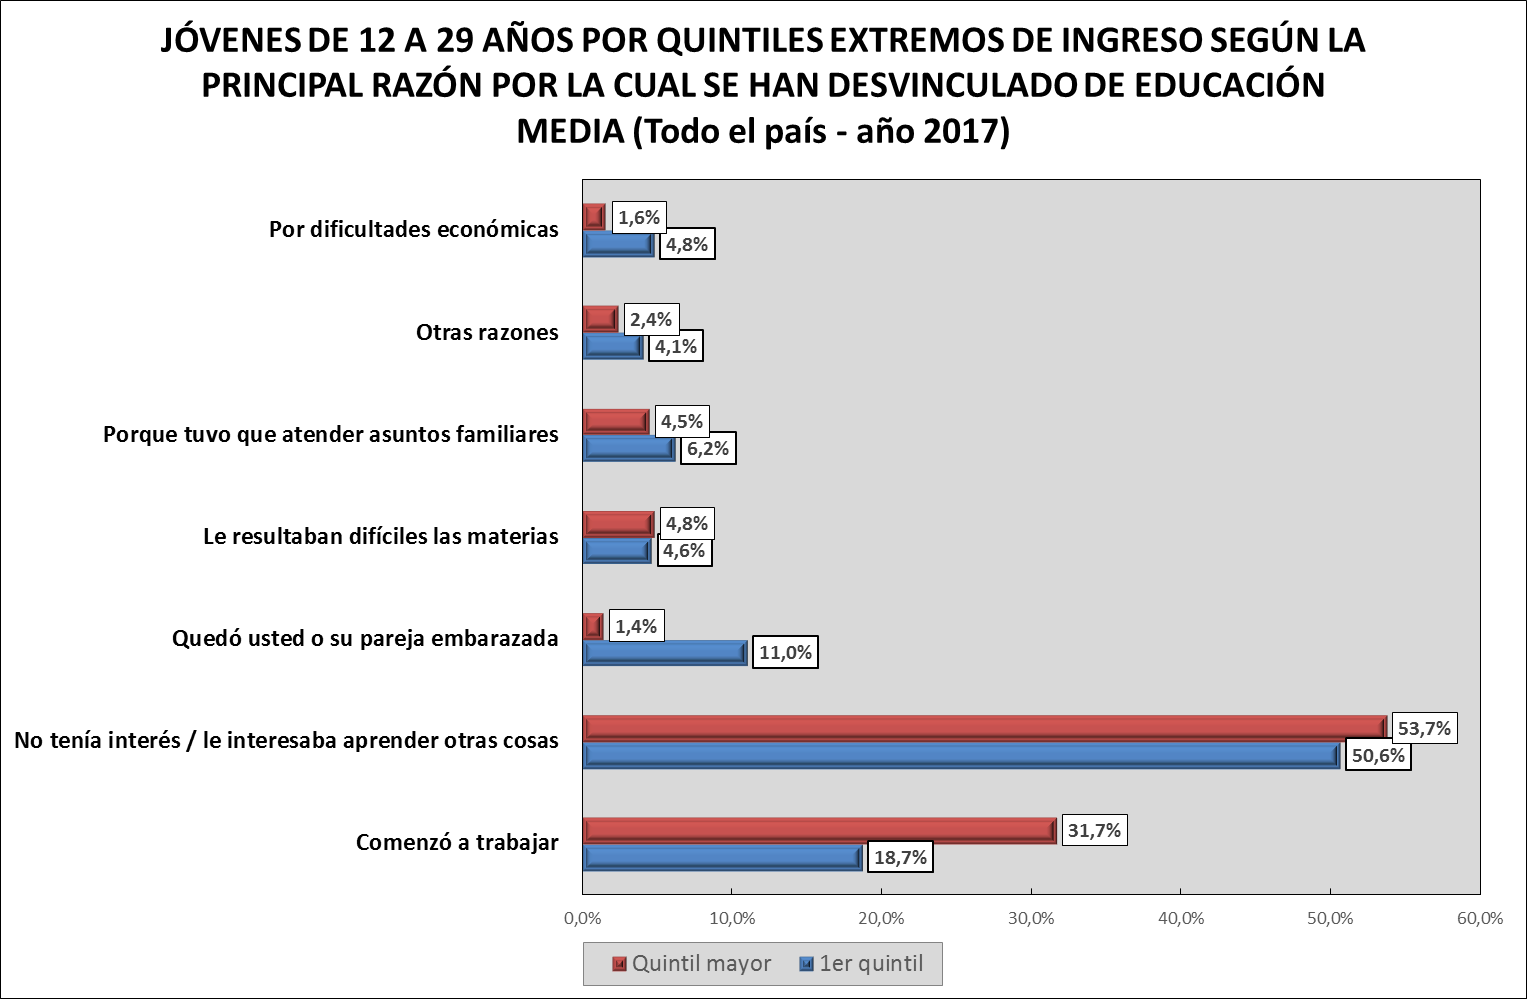 JÓVENES DE 12 A 29 AÑOS POR QUINTILES EXTREMOS DE INGRESO SEGÚN LA
PRINCIPAL RAZÓN POR LA CUAL SE HAN DESVINCULADO DE EDUCACIÓN
MEDIA (Todo el país - año 2017)
Por dificultades económicas
1,6%
4,8%
Otras razones
2,4%
4,1%
Porque tuvo que atender asuntos familiares
4,5%
6,2%
Le resultaban difíciles las materias
4,8%
4,6%
Quedó usted o su pareja embarazada
1,4%
11,0%
No tenía interés / le interesaba aprender otras cosas
53,7%
50,6%
Comenzó a trabajar
31,7%
18,7%
0,0% 10,0% 20,0% 30,0% 40,0% 50,0% 60,0%
Quintil mayor 1er quintil